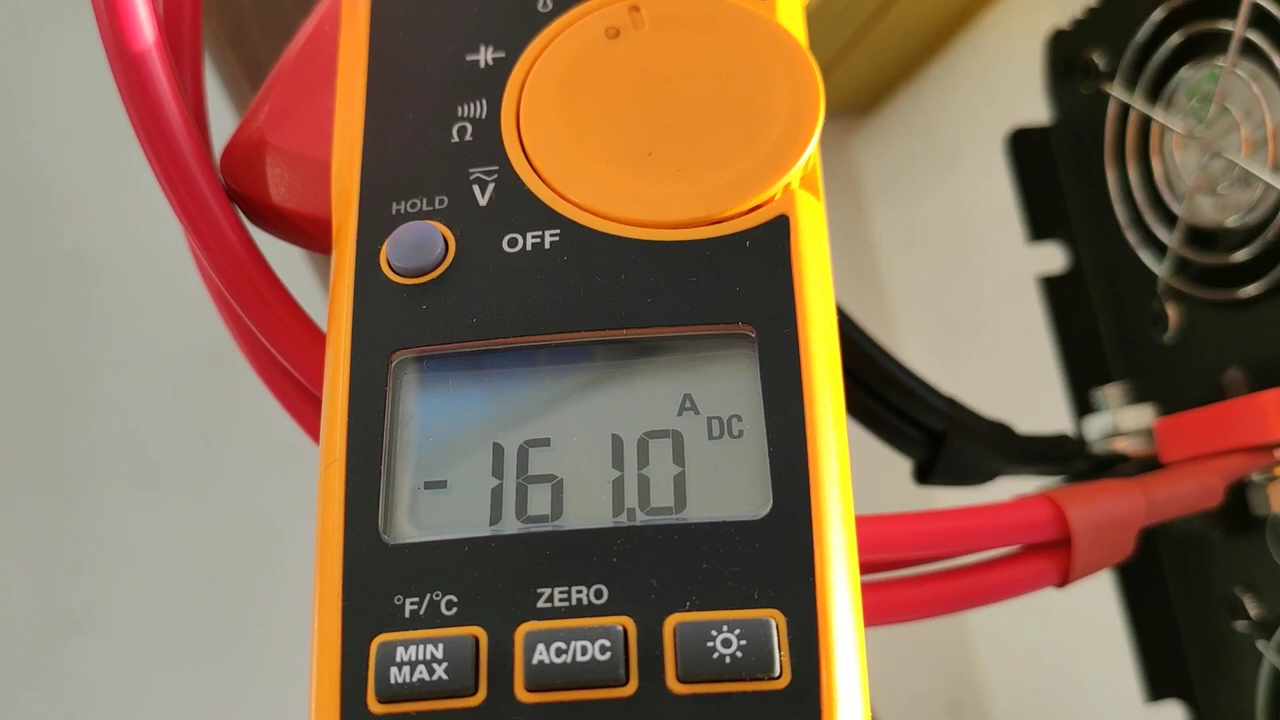 Ω
V
HOLD
OFF
A
DC
-161.0
°F/°C
ZERO
MIN
MAX
AC/DC